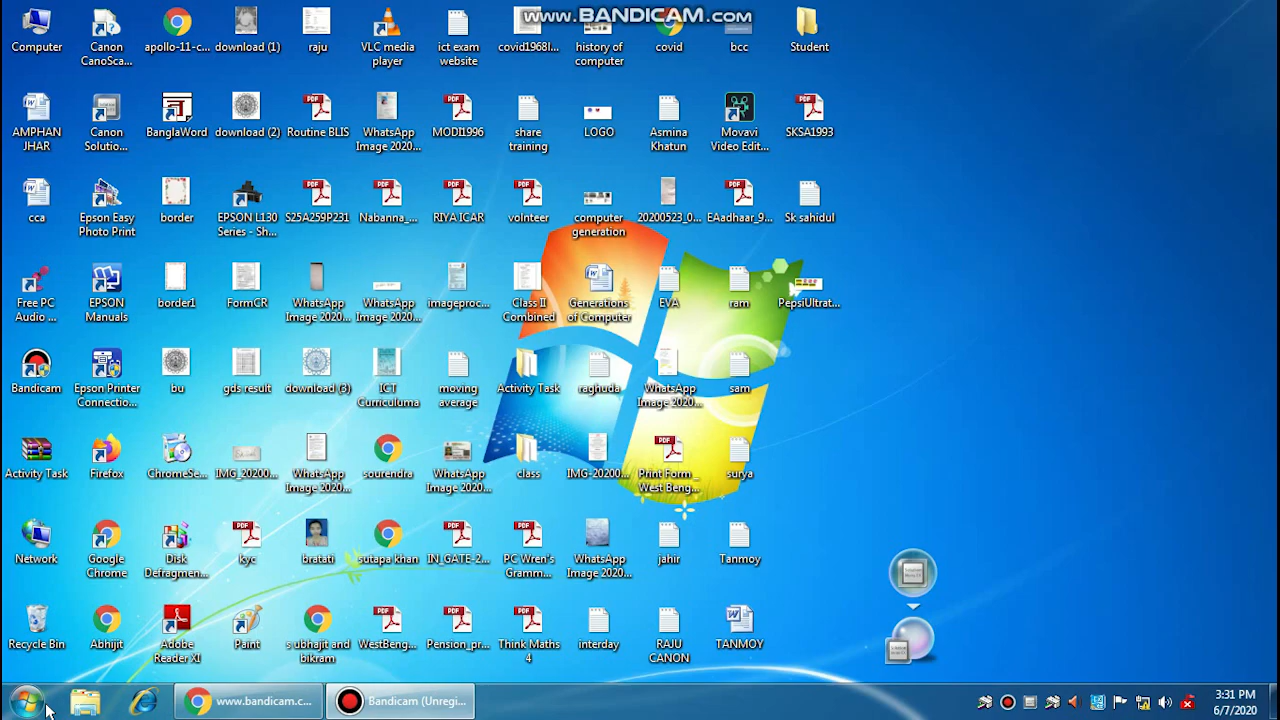 www.BANDICAM.com
Computer
Canon
CanoSca...
apollo-11-c...
download (1)
raju
VLC media
player
ict exam
website
covid1968l...
history of
computer
covid
bcc
Student
AMPHAN
JHAR
Canon
Solutio...
BanglaWord
download (2)
Routine BLIS
WhatsApp
Image 2020...
MODI1996
share
training
LOGO
Asmina
Khatun
Movavi
Video Edit...
SKSA1993
cca
Epson Easy
Photo Print
border
EPSON L130
Series - Sh...
S25A259P231
Nabanna_...
RIYA ICAR
volnteer
computer
generation
20200523_0...
EAadhaar_9...
Sk sahidul
Free PC
Audio ...
EPSON
Manuals
border1
FormCR
WhatsApp
Image 2020...
WhatsApp
Image 2020...
imageproc...
Class II
Combined
Generations
of Computer
EVA
ram
PepsiUltrat...
Bandicam
Epson Printer
Connectio...
bu
gds result
download (3)
ICT
Curriculuma
moving
average
Activity Task
raghuda
WhatsApp
Image 2020...
sam
Activity Task
Firefox
ChromeSe...
IMG_20200...
WhatsApp
Image 2020...
sourendra
WhatsApp
Image 2020...
class
IMG-20200...
Print Form _
West Beng...
surya
Network
Google
Chrome
Disk
Defragmen...
kyc
bratati
sutapa khan
IN_GATE-2...
PC Wren's
Gramm...
WhatsApp
Image 2020...
jahir
Tanmoy
Recycle Bin
Abhijit
Adobe
Reader XI
Paint
s ubhajit and
bikram
WestBeng...
Pension_pr...
Think Maths
4
interday
RAJU
CANON
TANMOY
www.bandicam.c...
Bandicam (Unregi...
3:31 PM
6/7/2020